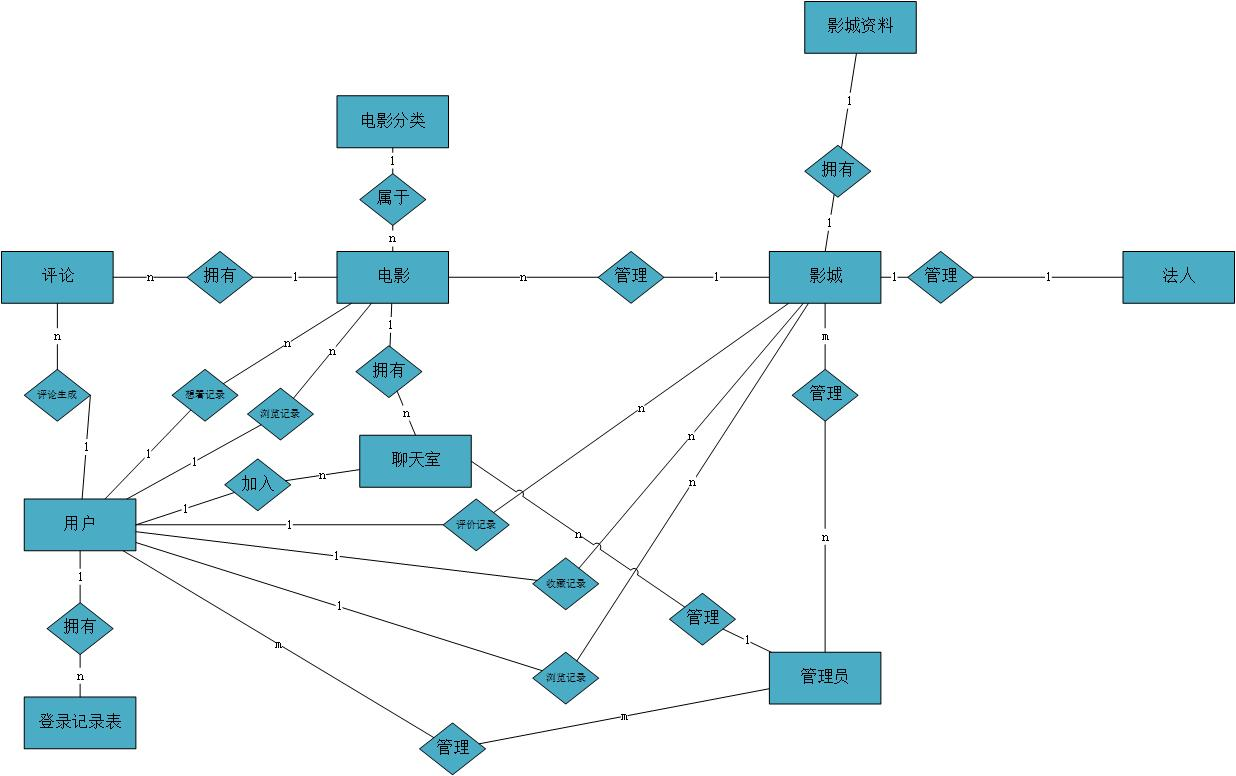 影城资料
1
电影分类
1
拥有
属于
1
n
评论
n
拥有
1
电影
n
管理
1
影城
1
管理
1
法人
n
1
m
n
n
拥有
评论生成
想看记录
浏览记录
管理
n
n
1
1
1
聊天室
n
加入
n
n
1
1
用户
1
评价记录
n
n
1
1
收藏记录
拥有
1
管理
m
1
n
浏览记录
管理员
登录记录表
m
管理